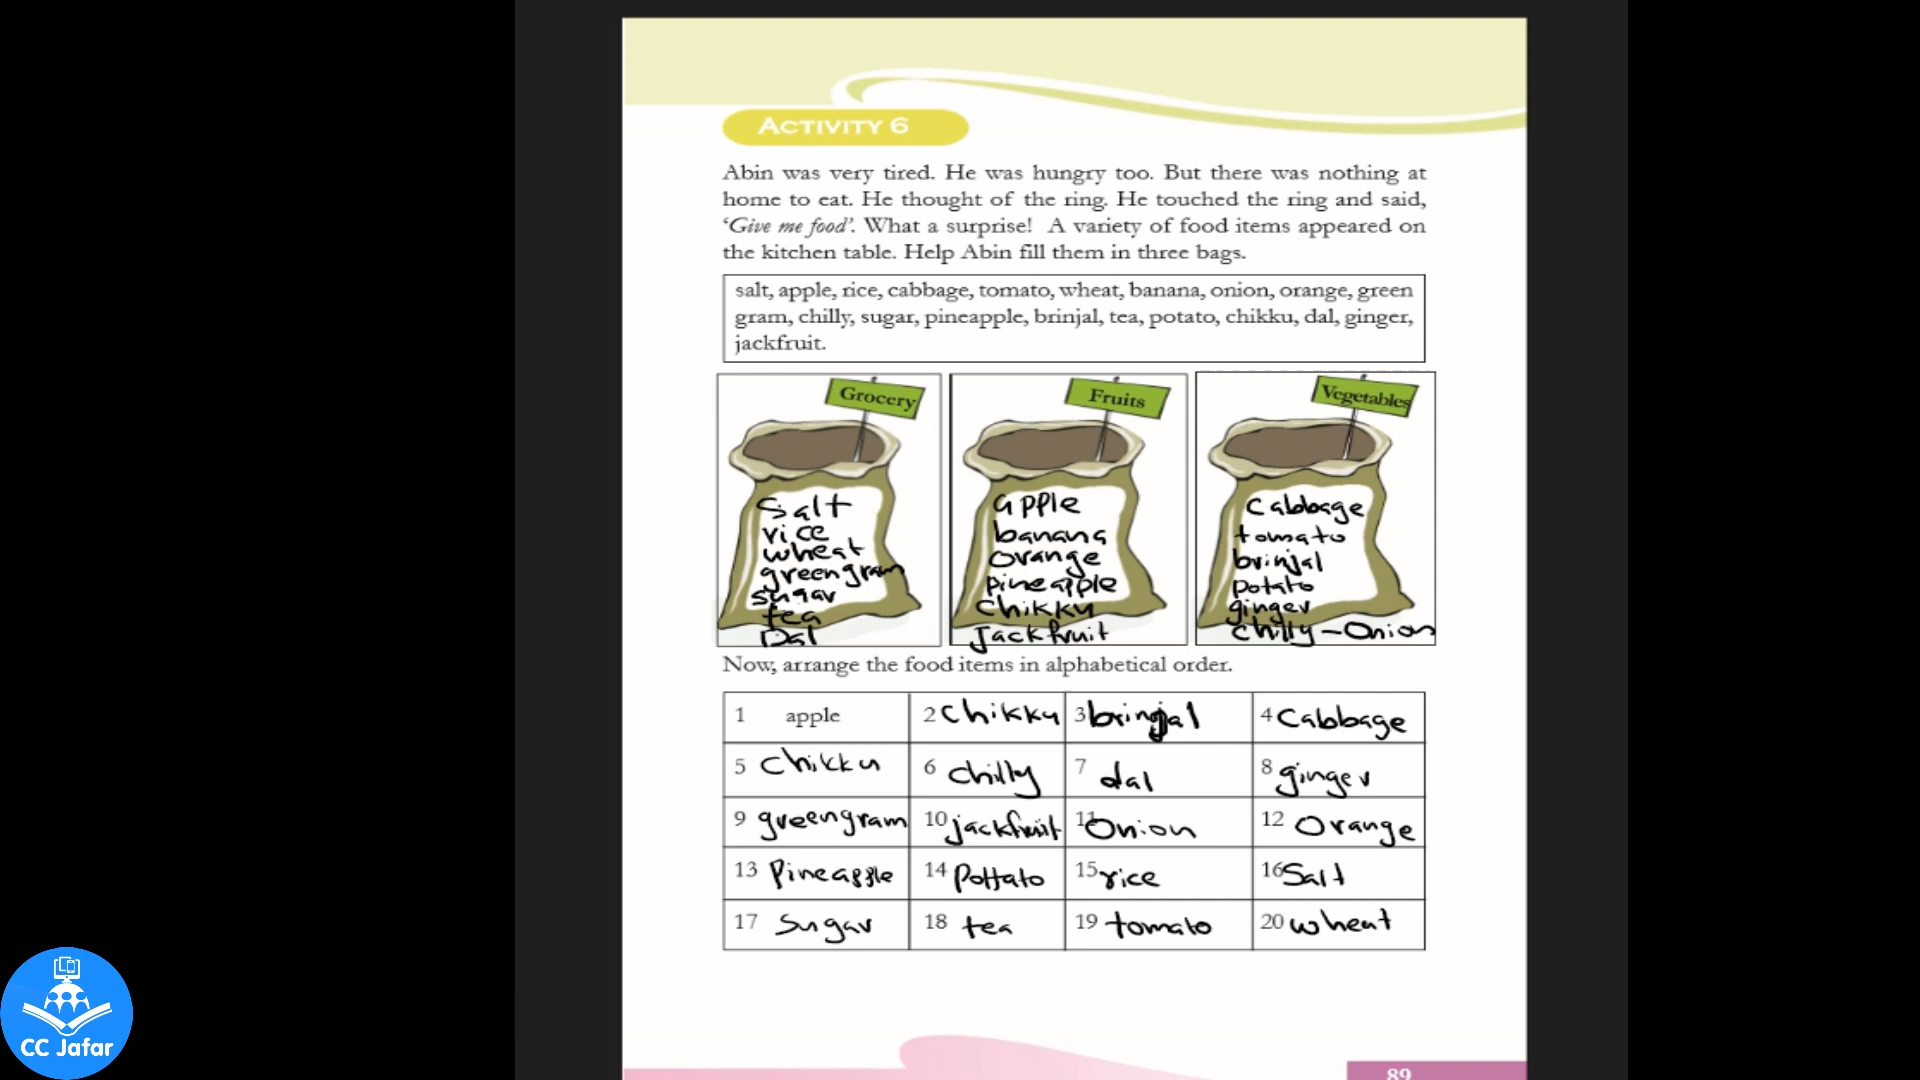 ACTIVITY 6
Abin was very tired. He was hungry too. But there was nothing at
home to eat. He thought of the ring. He touched the ring and said,
‘Give me food’. What a surprise! A variety of food items appeared on
the kitchen table. Help Abin fill them in three bags.
salt, apple, rice, cabbage, tomato, wheat, banana, onion, orange, green
gram, chilly, sugar, pineapple, brinjal, tea, potato, chikku, dal, ginger,
jackfruit.
Grocery
Salt
rice
wheat
greengram
sugar
tea
Dal
Fruits
apple
banana
orange
pineapple
chikku
Jackfruit
Vegetables
Cabbage
tomato
brinjal
potato
ginger
chilly - Onion
Now, arrange the food items in alphabetical order.
1 apple 2 chikku 3 brinjal 4 Cabbage
5 chikku 6 chilly 7 dal 8 ginger
9 greengram 10 jackfruit 11 Onion 12 Orange
13 Pineapple 14 Pottato 15 rice 16 Salt
17 Sugar 18 tea 19 tomato 20 wheat
89
CC Jafar